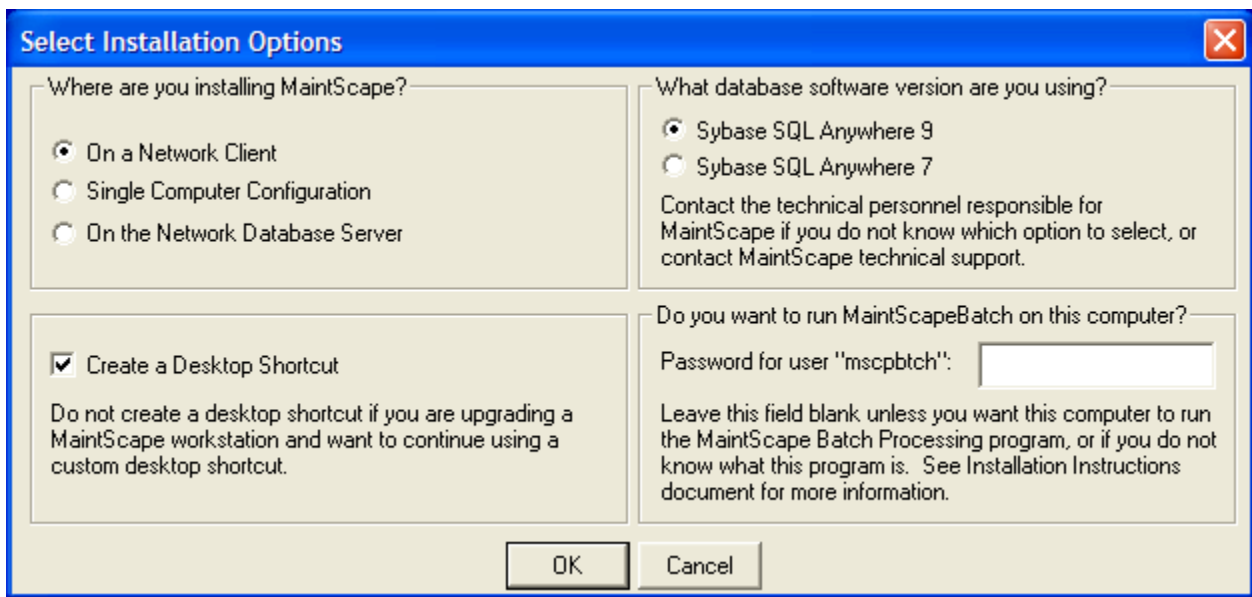 Select Installation Options
Where are you installing MaintScape?
On a Network Client
Single Computer Configuration
On the Network Database Server
What database software version are you using?
Sybase SQL Anywhere 9
Sybase SQL Anywhere 7
Contact the technical personnel responsible for
MaintScape if you do not know which option to select, or
contact MaintScape technical support.
Create a Desktop Shortcut
Do not create a desktop shortcut if you are upgrading a
MaintScape workstation and want to continue using a
custom desktop shortcut.
Do you want to run MaintScapeBatch on this computer?
Password for user "mscpbtch":
Leave this field blank unless you want this computer to run
the MaintScape Batch Processing program, or if you do not
know what this program is.  See Installation Instructions
document for more information.
OK
Cancel